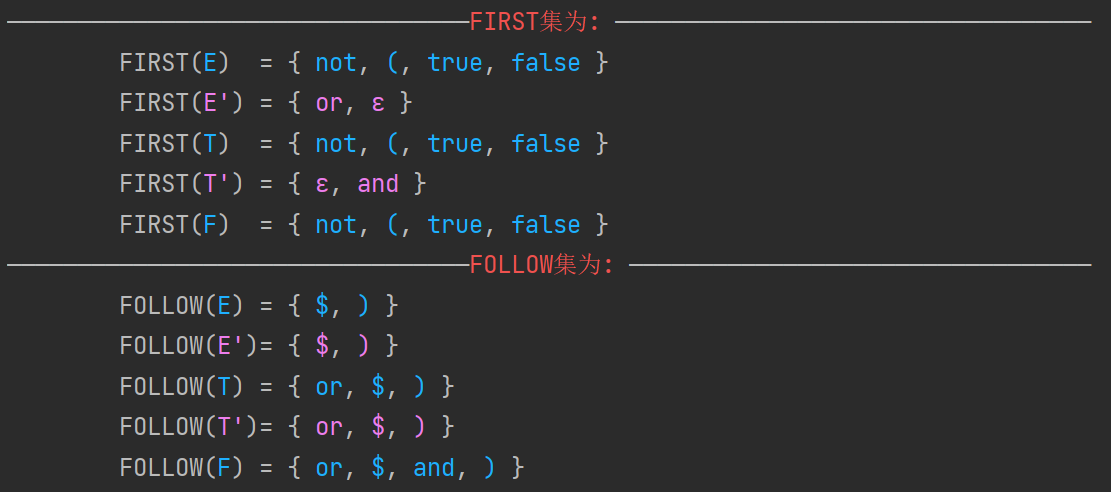 FIRST集为:
FIRST(E) = { not, (, true, false }
FIRST(E') = { or, ε }
FIRST(T) = { not, (, true, false }
FIRST(T') = { ε, and }
FIRST(F) = { not, (, true, false }
FOLLOW集为:
FOLLOW(E) = { $, ) }
FOLLOW(E')= { $, ) }
FOLLOW(T) = { or, $, ) }
FOLLOW(T')= { or, $, ) }
FOLLOW(F) = { or, $, and, ) }